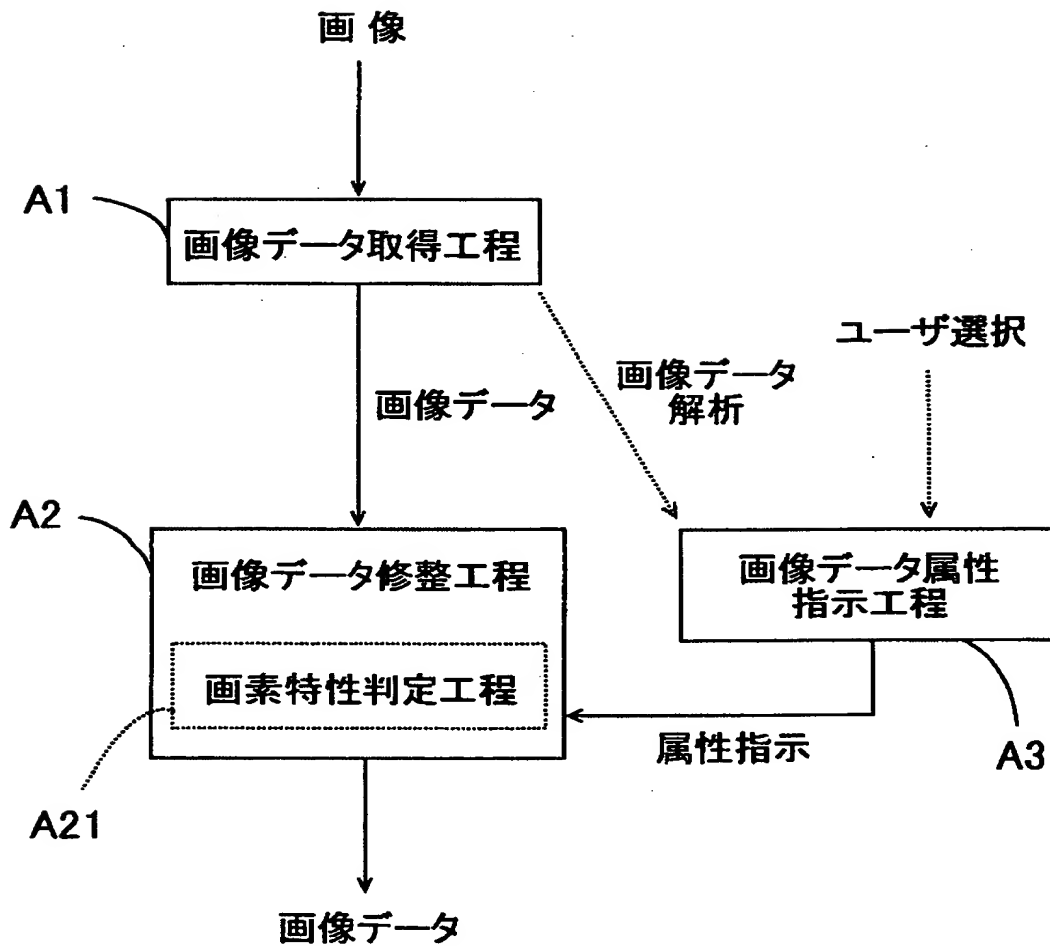 画像
A1
画像データ取得工程
ユーザ選択
画像データ
解析
画像データ
A2
画像データ修整工程
画像データ属性
指示工程
画素特性判定工程
属性指示
A3
A21
画像データ